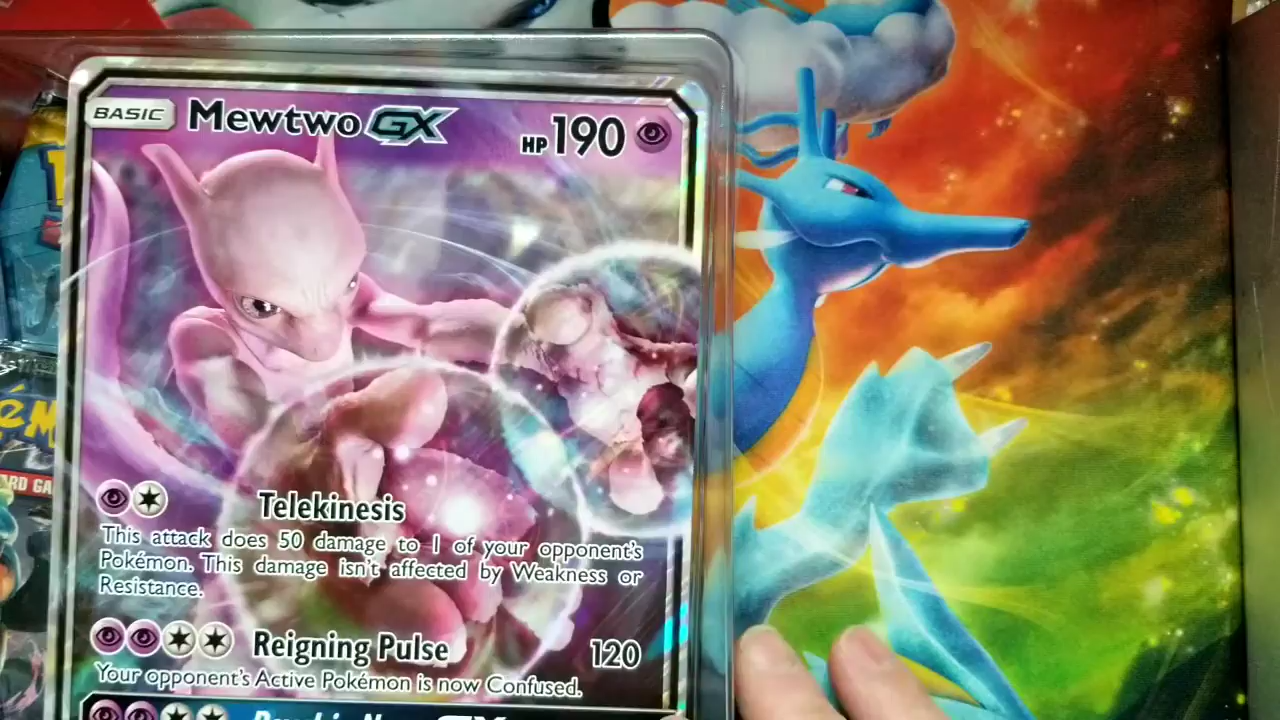 BASIC Mewtwo GX HP 190
Telekinesis
This attack does 50 damage to 1 of your opponent's
Pokémon. This damage isn't affected by Weakness or
Resistance.
Reigning Pulse 120
Your opponent's Active Pokémon is now Confused.
GX